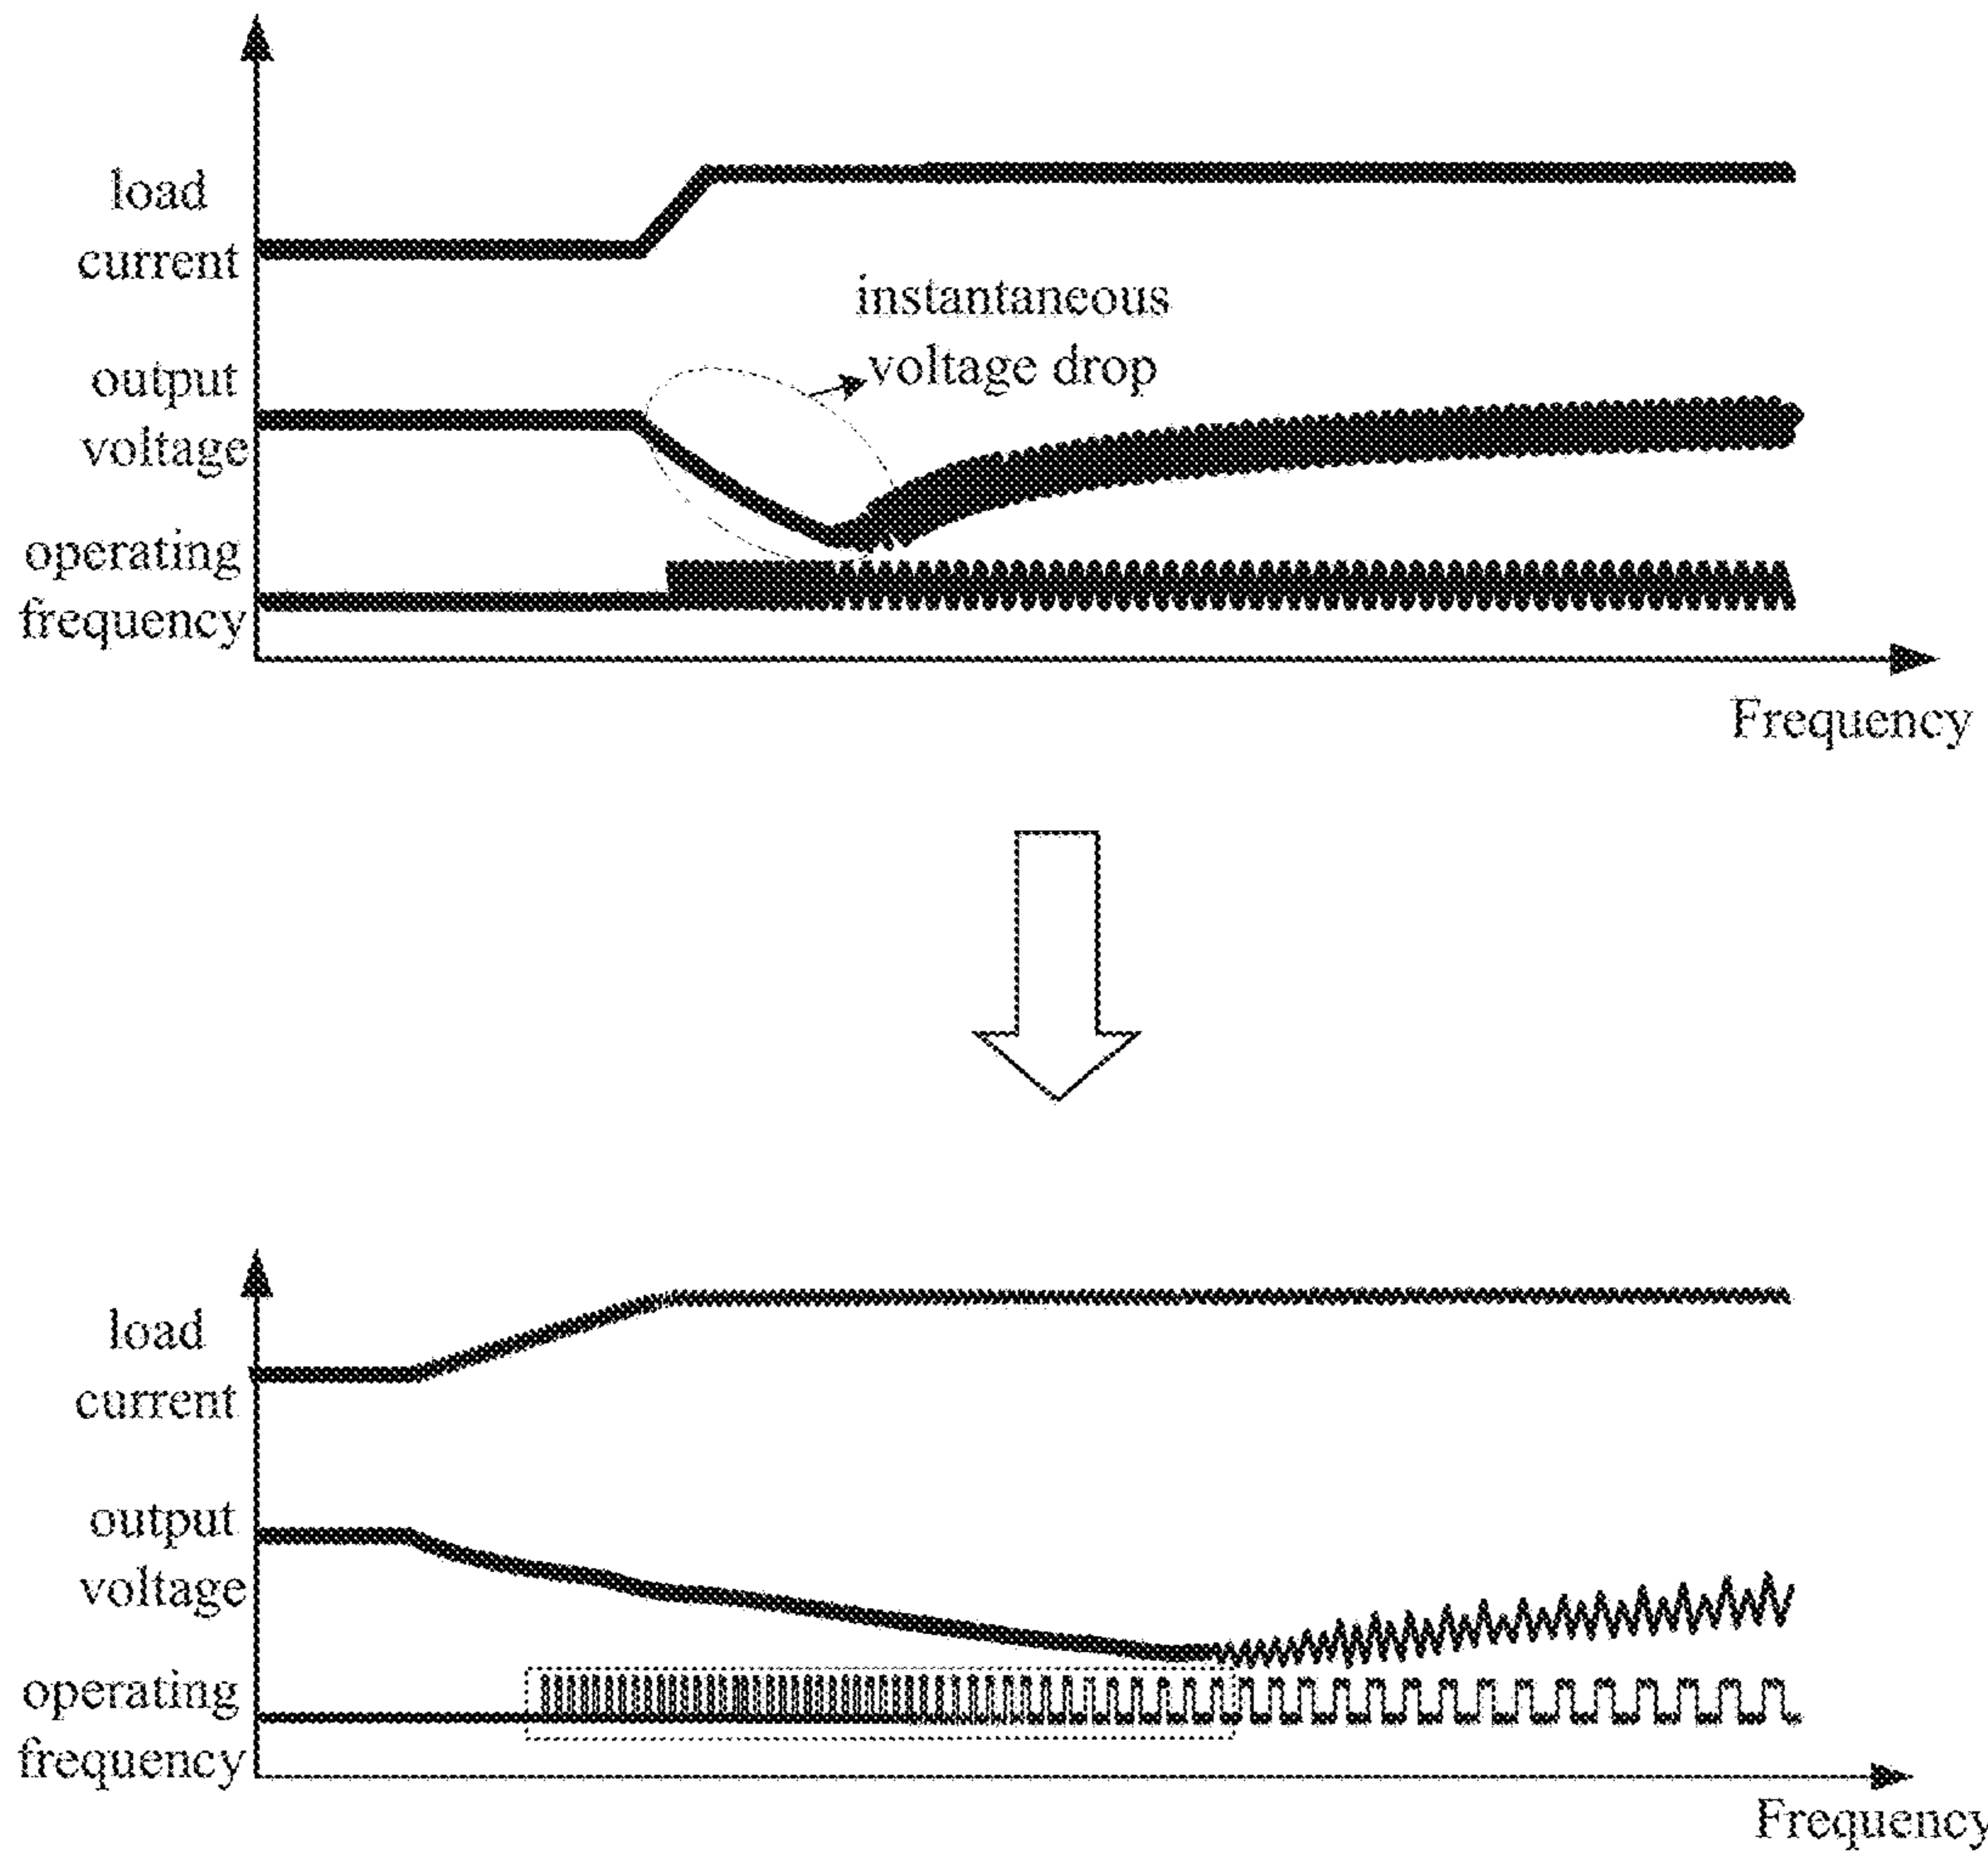 load
current
instantaneous
voltage drop
output
voltage
operating
frequency
Frequency
load
current
output
voltage
operating
frequency
Frequency